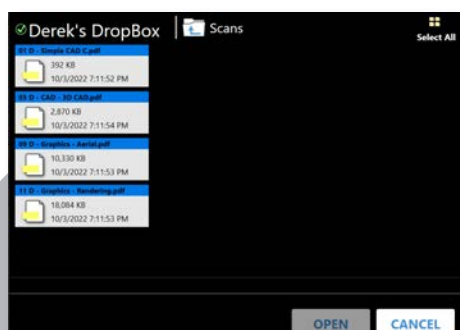 Derek's DropBox
Scans
Select All
01 D - Simple CAD C.pdf
392 KB
10/3/2022 7:11:52 PM
03 D - CAD - 3D CAD.pdf
2,870 KB
10/3/2022 7:11:54 PM
09 D - Graphics - Aerial.pdf
10,330 KB
10/3/2022 7:11:53 PM
11 D - Graphics - Rendering.pdf
18,084 KB
10/3/2022 7:11:53 PM
OPEN
CANCEL